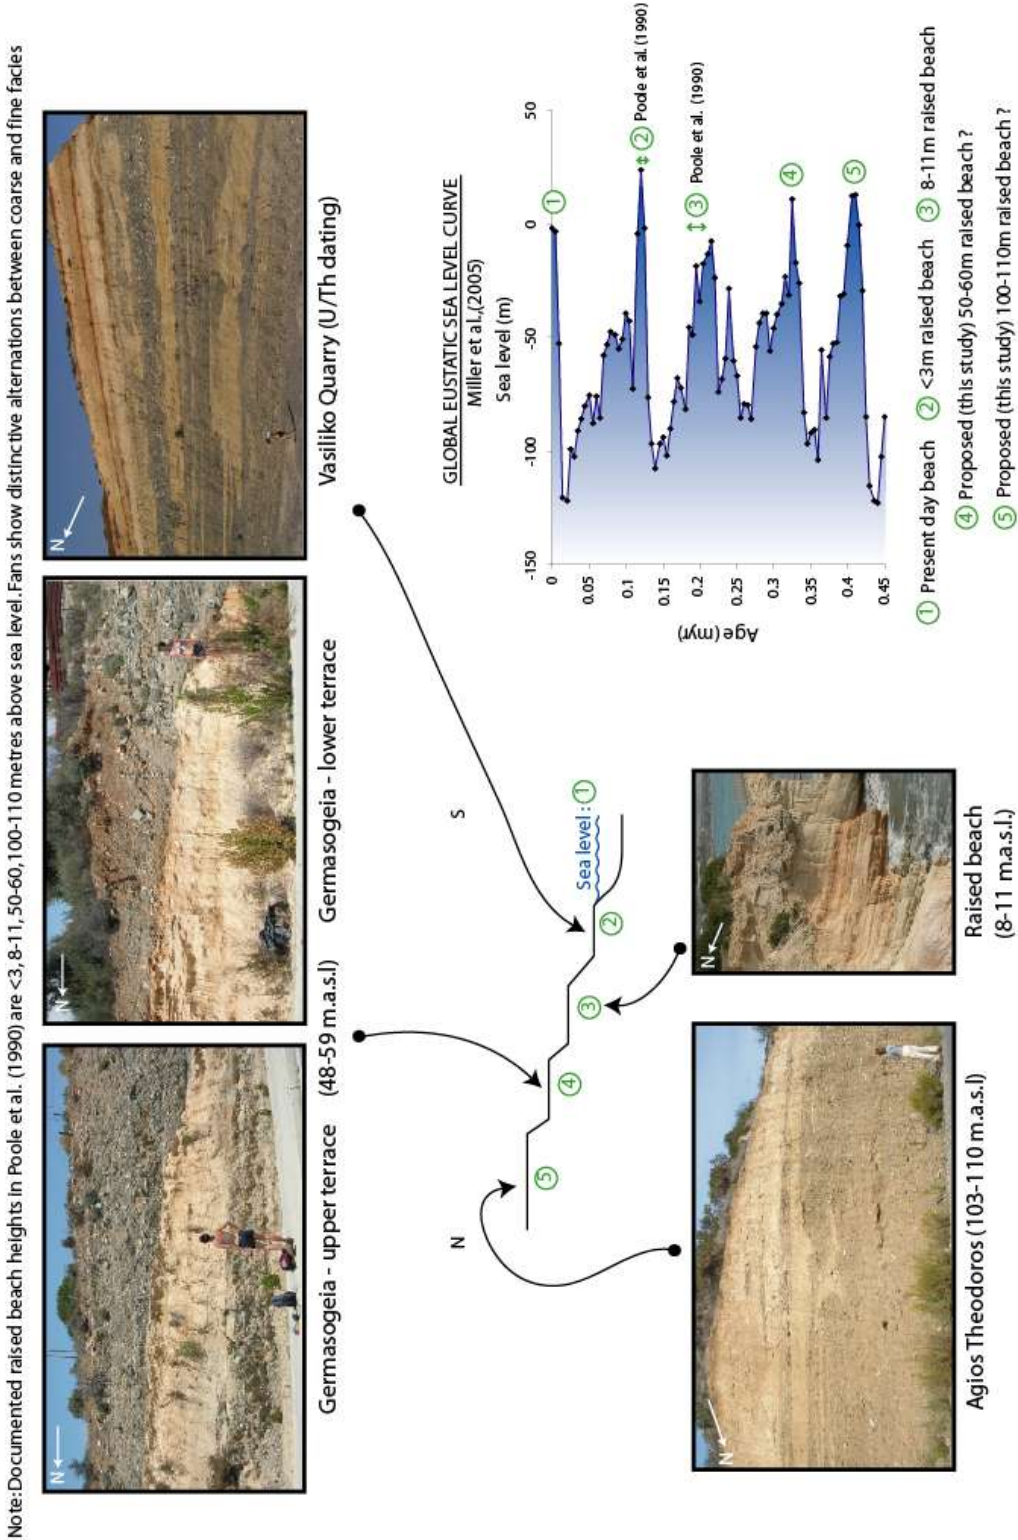 Note:Documented raised beach heights in Poole et al. (1990) are <3, 8-11, 50-60, 100-110 metres above sea level. Fans show distinctive alternations between coarse and fine facies
N
N
N
Germasogeia - upper terrace
(48-59 m.a.s.l)
Germasogeia - lower terrace
Vasiliko Quarry (U/Th dating)
N
S
5
4
3
2
Sea level : 1
N
Agios Theodoros (103-110 m.a.s.l)
N
Raised beach
(8-11 m.a.s.l.)
GLOBAL EUSTATIC SEA LEVEL CURVE
Miller et al.,(2005)
Sea level (m)
-150
-100
-50
0
50
Age (myr)
0
0.05
0.1
0.15
0.2
0.25
0.3
0.35
0.4
0.45
1
2 Poole et al. (1990)
3 Poole et al. (1990)
4
5
1 Present day beach 2 <3m raised beach 3 8-11m raised beach
4 Proposed (this study) 50-60m raised beach ?
5 Proposed (this study) 100-110m raised beach ?